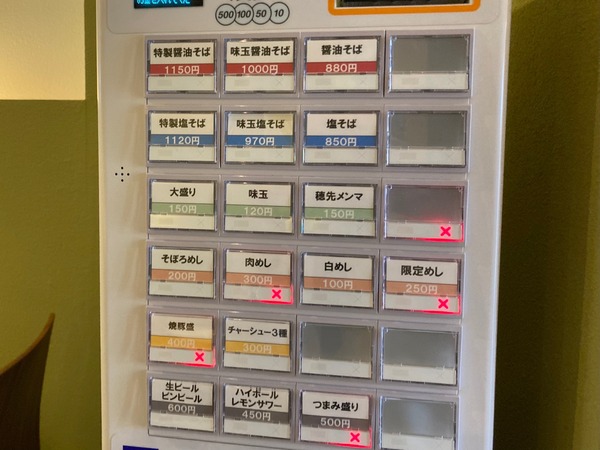 500 100 50 10
特製醤油そば 味玉醤油そば 醤油そば
1150円 1000円 880円
特製塩そば 味玉塩そば 塩そば
1120円 970円 850円
大盛り 味玉 穂先メンマ
150円 120円 150円
そぼろめし 肉めし 白めし 限定めし
200円 300円 100円 250円
焼豚盛 チャーシュー3種
400円 300円
生ビール
ビンビール
600円
ハイボール
レモンサワー
450円
つまみ盛り
500円